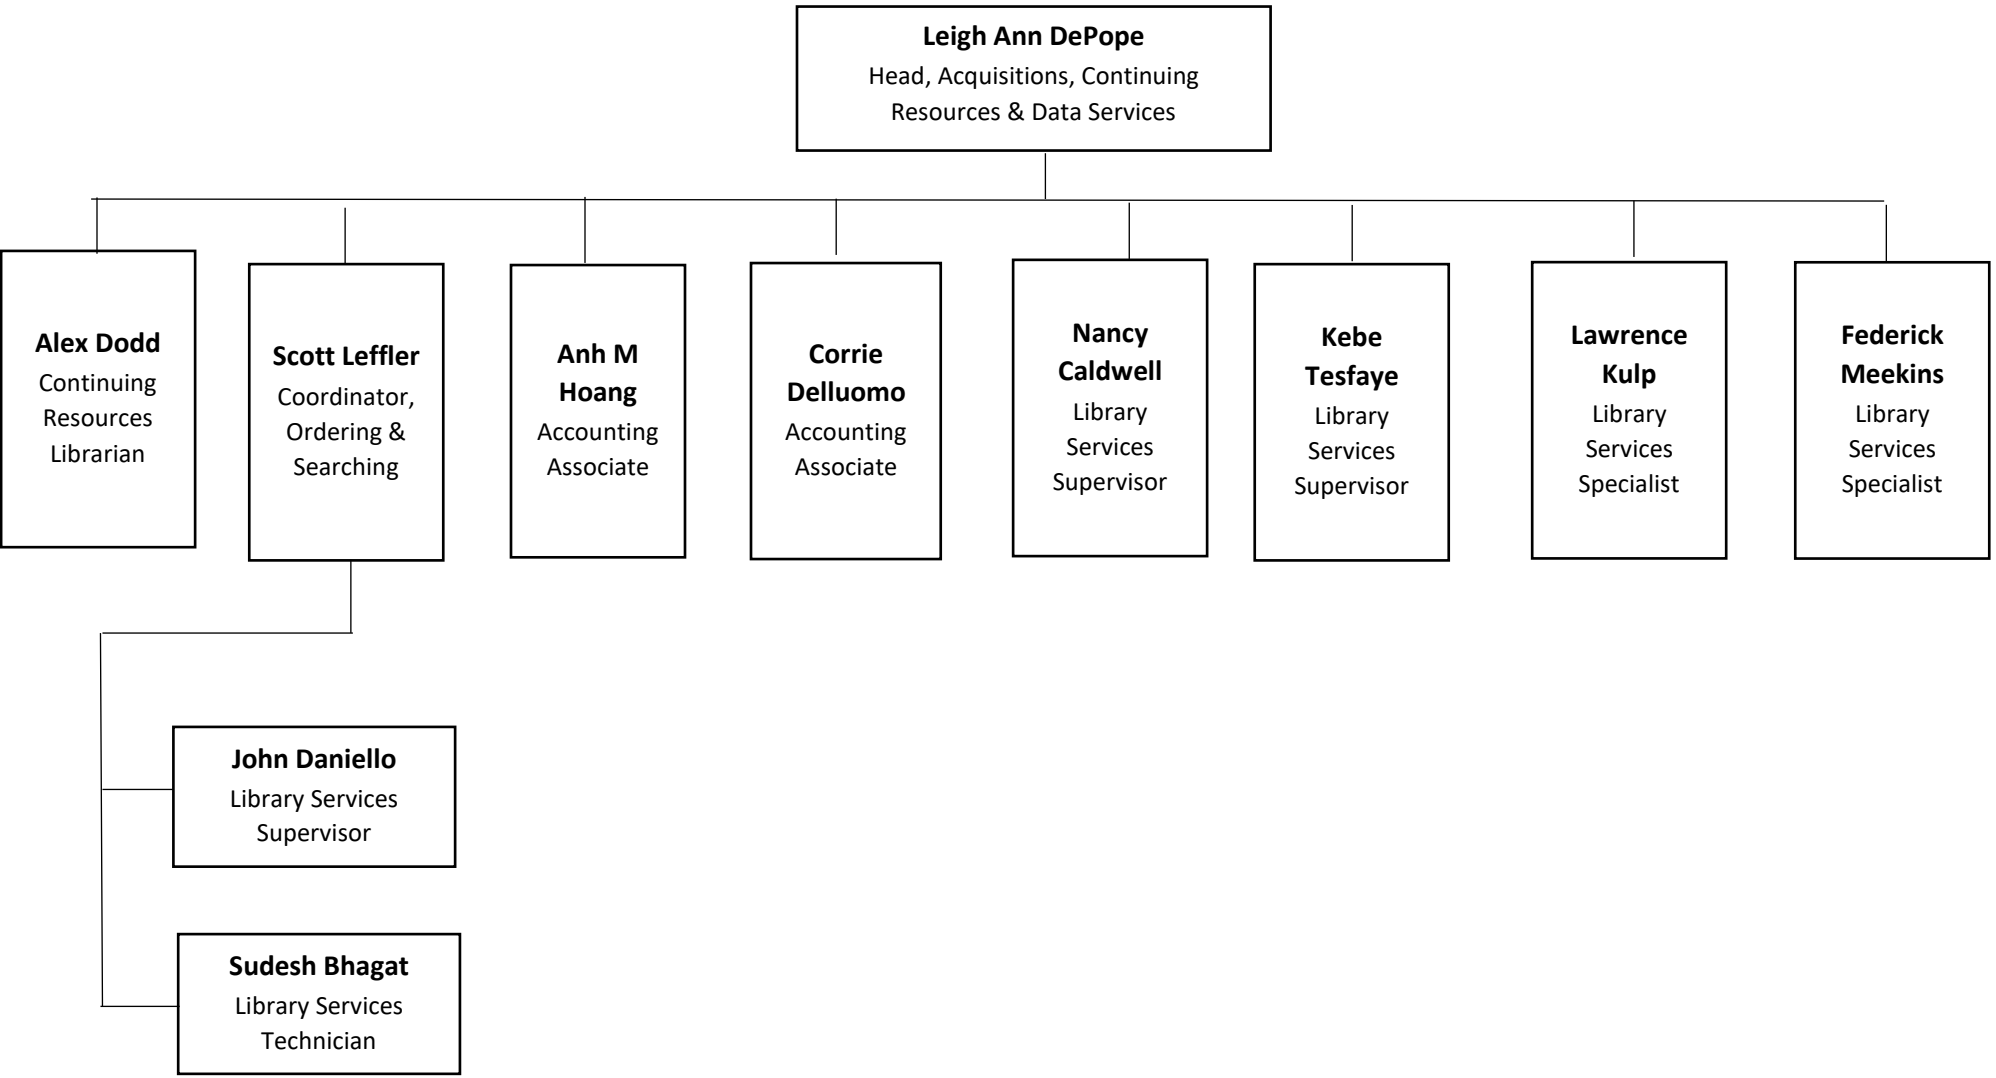 Leigh Ann DePope
Head, Acquisitions, Continuing
Resources & Data Services
Alex Dodd
Continuing
Resources
Librarian
Scott Leffler
Coordinator,
Ordering &
Searching
Anh M
Hoang
Accounting
Associate
Corrie
Delluomo
Accounting
Associate
Nancy
Caldwell
Library
Services
Supervisor
Kebe
Tesfaye
Library
Services
Supervisor
Lawrence
Kulp
Library
Services
Specialist
Federick
Meekins
Library
Services
Specialist
John Daniello
Library Services
Supervisor
Sudesh Bhagat
Library Services
Technician